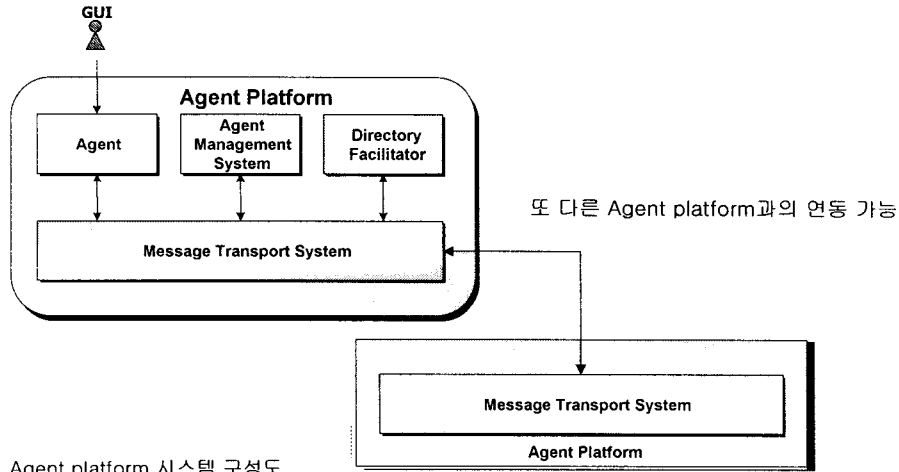 GUI
Agent Platform
Agent
Agent
Management
System
Directory
Facilitator
또 다른 Agent platform과의 연동 가능
Message Transport System
Message Transport System
Agent Platform
Agent platform 시스템 구성도